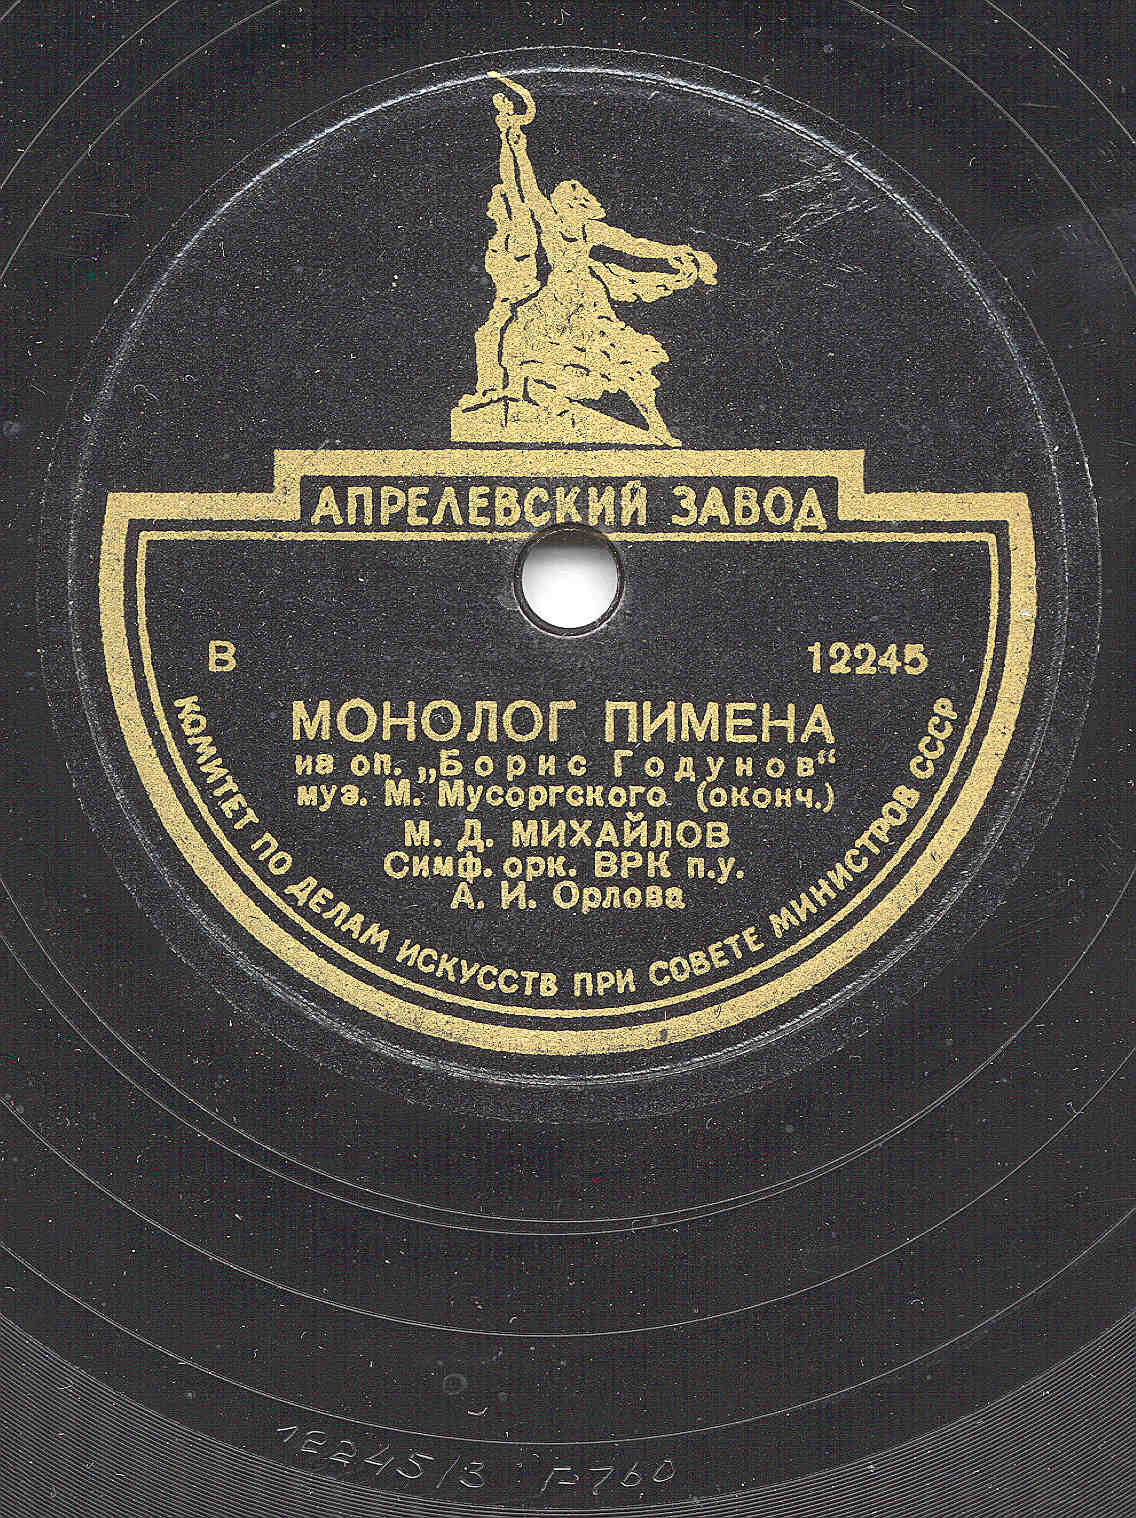 АПРЕЛЕВСКИЙ ЗАВОД
В 12245
МОНОЛОГ ПИМЕНА
из оп. „Борис Годунов“
муз. М. Мусоргского (оконч.)
М. Д. МИХАЙЛОВ
Симф. орк. ВРК п.у.
А. И. Орлова
КОМИТЕТ ПО ДЕЛАМ ИСКУССТВ ПРИ СОВЕТЕ МИНИСТРОВ СССР
12245/3 Г-760